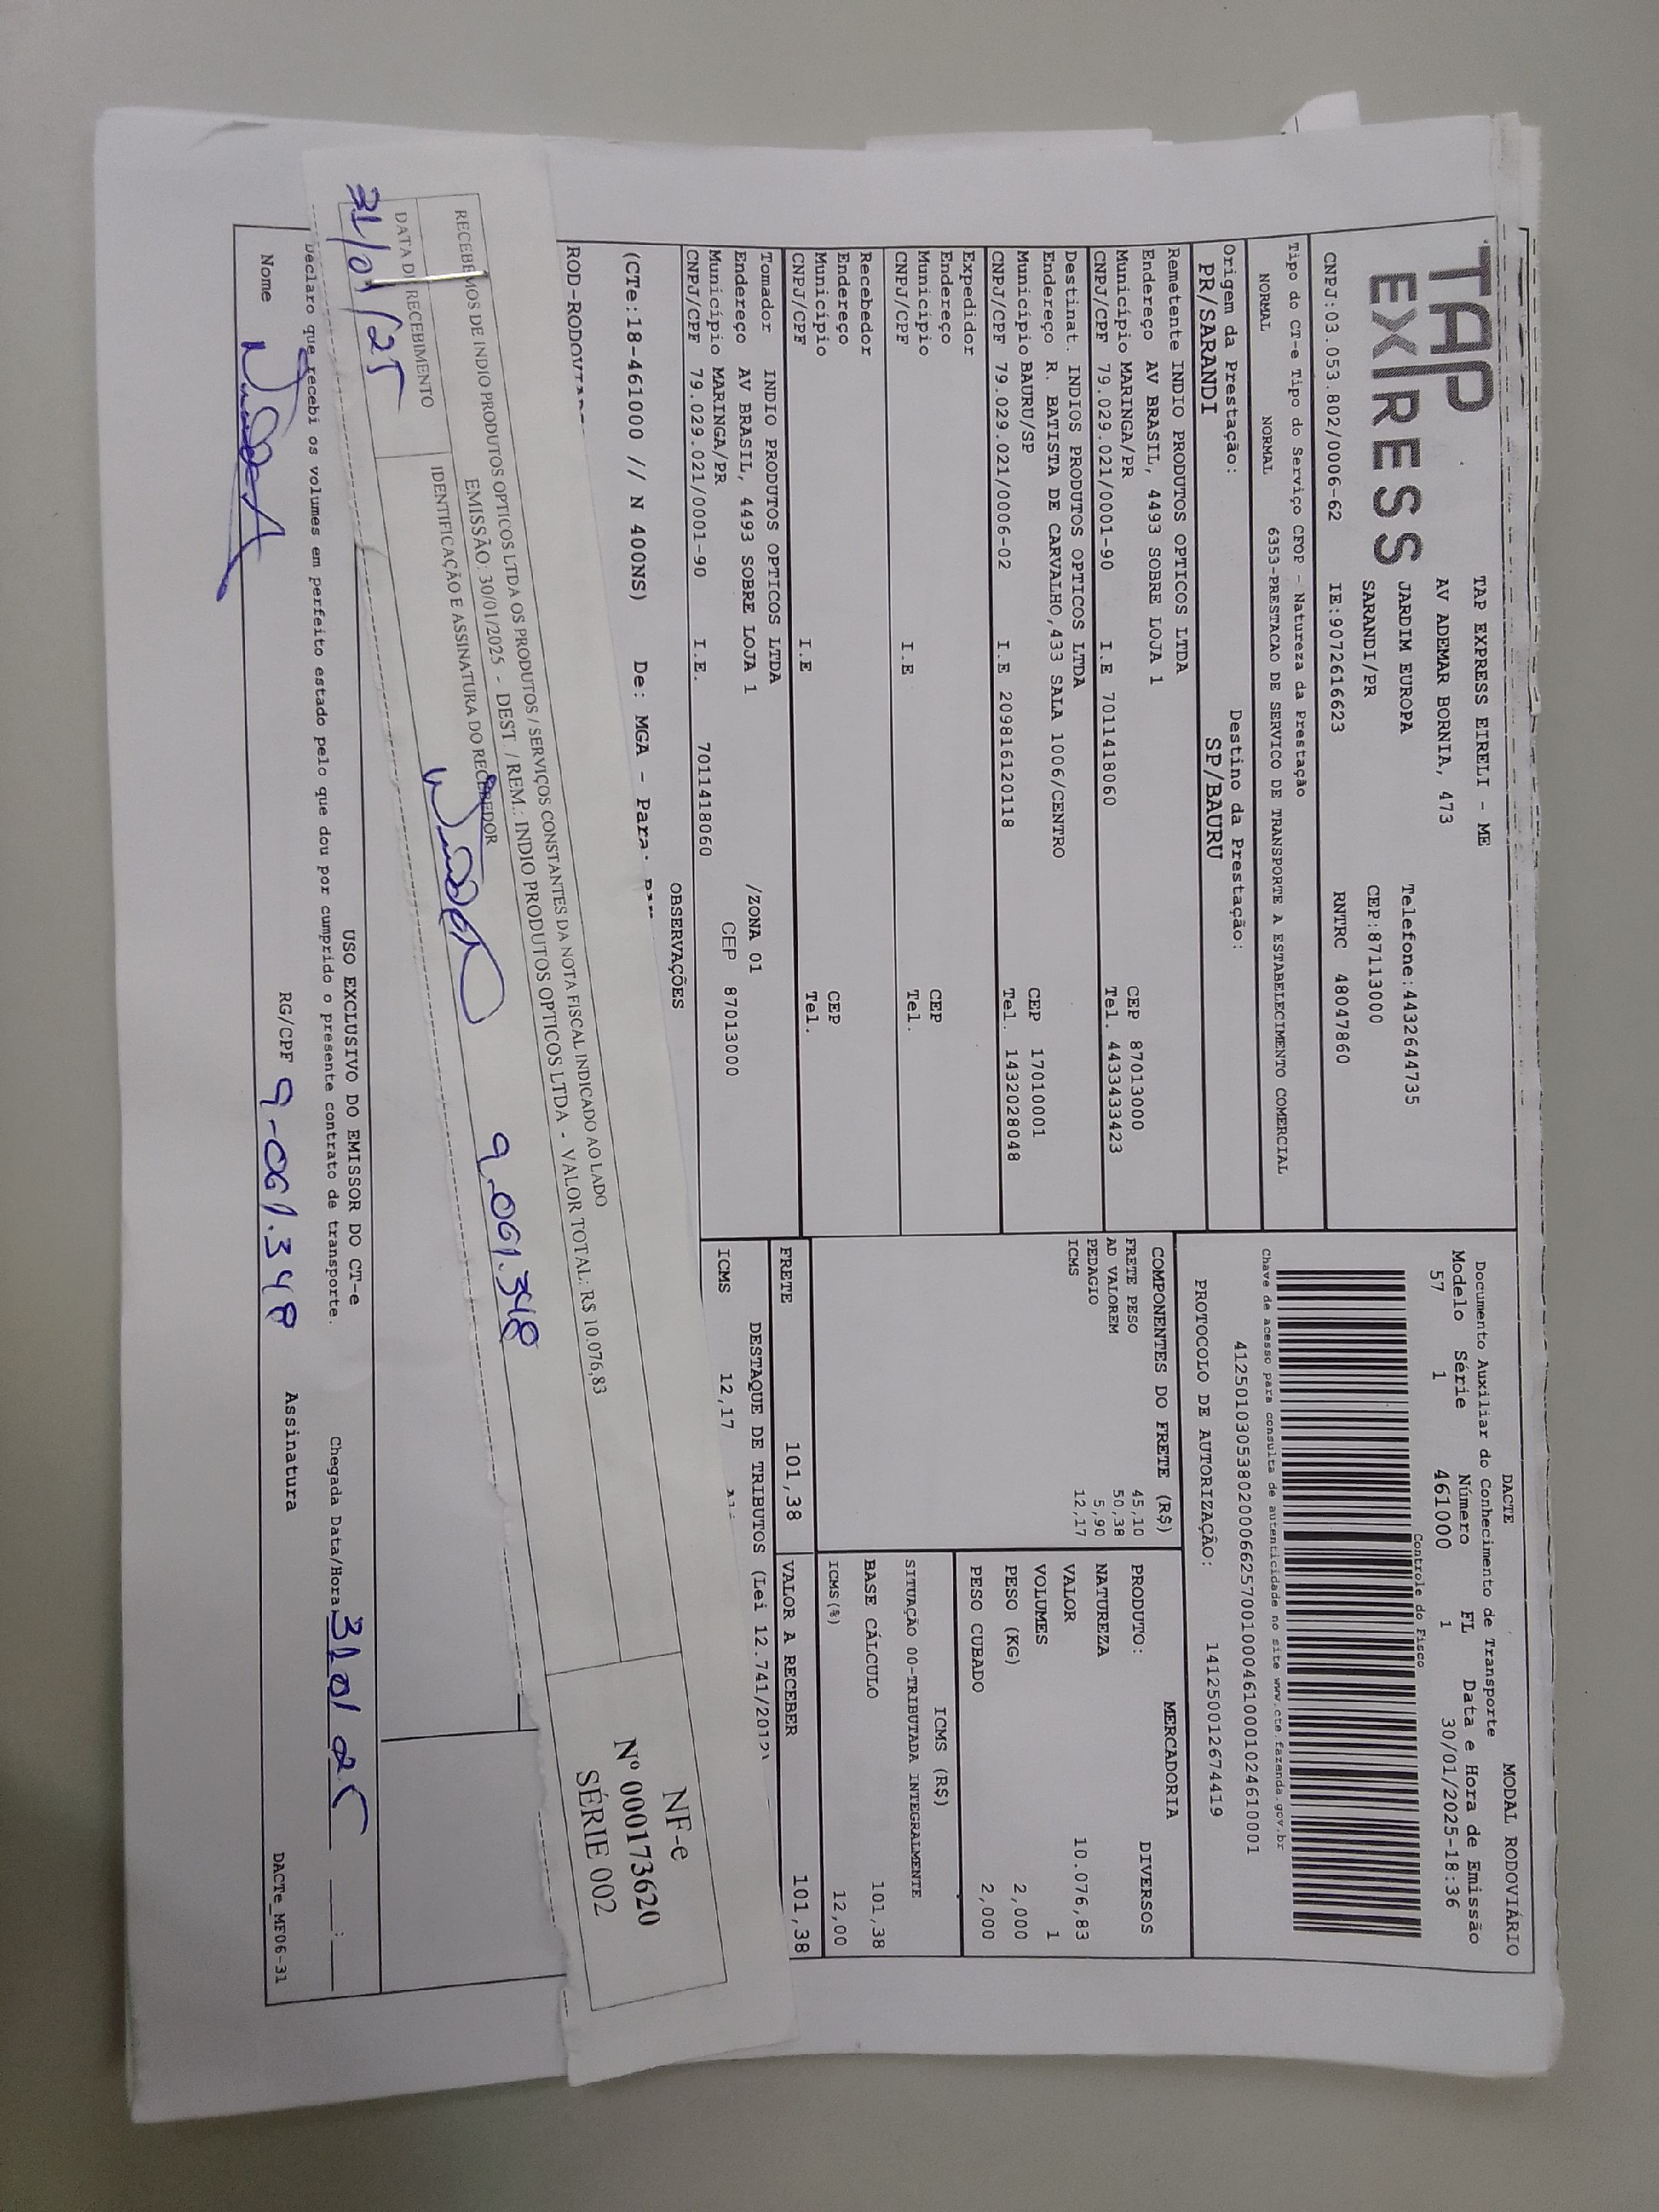 TAP
EXPRESS
TAP EXPRESS EIRELI - ME
AV ADEMAR BORNIA, 473
JARDIM EUROPA
Telefone:4432644735
SARANDI/PR
CEP:87113000
CNPJ:03.053.802/0006-62
IE:9072616623
RNTRC 48047860
DACTE
MODAL RODOVIÁRIO
Documento Auxiliar do Conhecimento de Transporte
Modelo Série Número FL Data e Hora de Emissão
57 1 461000 1 30/01/2025-18:36
Controle do Fisco
Chave de acesso para consulta de autenticidade no site www.cte.fazenda.gov.br
41250103053802000662570010004610001024610001
PROTOCOLO DE AUTORIZAÇÃO: 141250012674419
Tipo do CT-e Tipo do Serviço CFOP - Natureza da Prestação
NORMAL NORMAL 6353-PRESTACAO DE SERVICO DE TRANSPORTE A ESTABELECIMENTO COMERCIAL
Origem da Prestação: Destino da Prestação:
PR/SARANDI SP/BAURU
Remetente INDIO PRODUTOS OPTICOS LTDA
Endereço AV BRASIL, 4493 SOBRE LOJA 1
Município MARINGA/PR CEP 87013000
CNPJ/CPF 79.029.021/0001-90 I.E 7011418060 Tel. 4433433423
Destinat. INDIOS PRODUTOS OPTICOS LTDA
Endereço R. BATISTA DE CARVALHO,433 SALA 1006/CENTRO
Município BAURU/SP CEP 17010001
CNPJ/CPF 79.029.021/0006-02 I.E 209816120118 Tel. 1432028048
Expedidor
Endereço
Município CEP
CNPJ/CPF I.E Tel.
Recebedor
Endereço
Município CEP
CNPJ/CPF I.E Tel.
Tomador INDIO PRODUTOS OPTICOS LTDA
Endereço AV BRASIL, 4493 SOBRE LOJA 1 /ZONA 01
Município MARINGA/PR CEP 87013000
CNPJ/CPF 79.029.021/0001-90 I.E. 7011418060
COMPONENTES DO FRETE (R$)
FRETE PESO 45,10
AD VALOREM 50,38
PEDAGIO 5,90
ICMS 12,17
MERCADORIA
PRODUTO: DIVERSOS
NATUREZA
VALOR 10.076,83
VOLUMES 1
PESO (KG) 2,000
PESO CUBADO 2,000
ICMS (R$)
SITUAÇÃO 00-TRIBUTADA INTEGRALMENTE
BASE CÁLCULO 101,38
ICMS(%) 12,00
FRETE 101,38
VALOR A RECEBER 101,38
DESTAQUE DE TRIBUTOS (Lei 12.741/2012)
ICMS 12,17
OBSERVAÇÕES
(CTe:18-461000 // N 400NS) De: MGA - Para:
RECEBEMOS DE INDIO PRODUTOS OPTICOS LTDA OS PRODUTOS / SERVIÇOS CONSTANTES DA NOTA FISCAL INDICADO AO LADO
EMISSÃO: 30/01/2025 - DEST. / REM.: INDIO PRODUTOS OPTICOS LTDA - VALOR TOTAL: R$ 10.076,83
DATA DE RECEBIMENTO
IDENTIFICAÇÃO E ASSINATURA DO RECEBEDOR
31/01/25
9.061.348
NF-e
Nº 000173620
SÉRIE 002
USO EXCLUSIVO DO EMISSOR DO CT-e
Declaro que recebi os volumes em perfeito estado pelo que dou por cumprido o presente contrato de transporte.
Chegada Data/Hora 31 01 25 :
Nome RG/CPF 9.061.348 Assinatura
DACTe_MF06-31